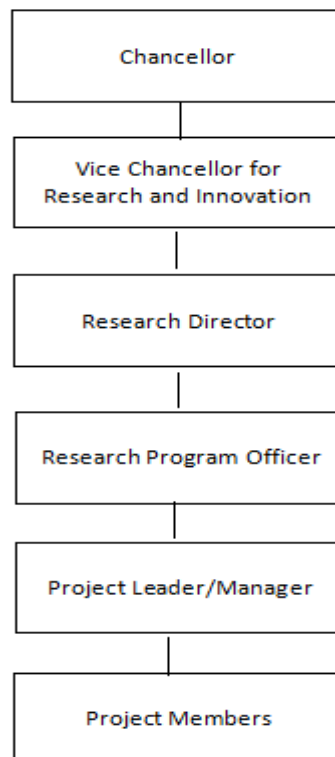 Chancellor
Vice Chancellor for
Research and Innovation
Research Director
Research Program Officer
Project Leader/Manager
Project Members